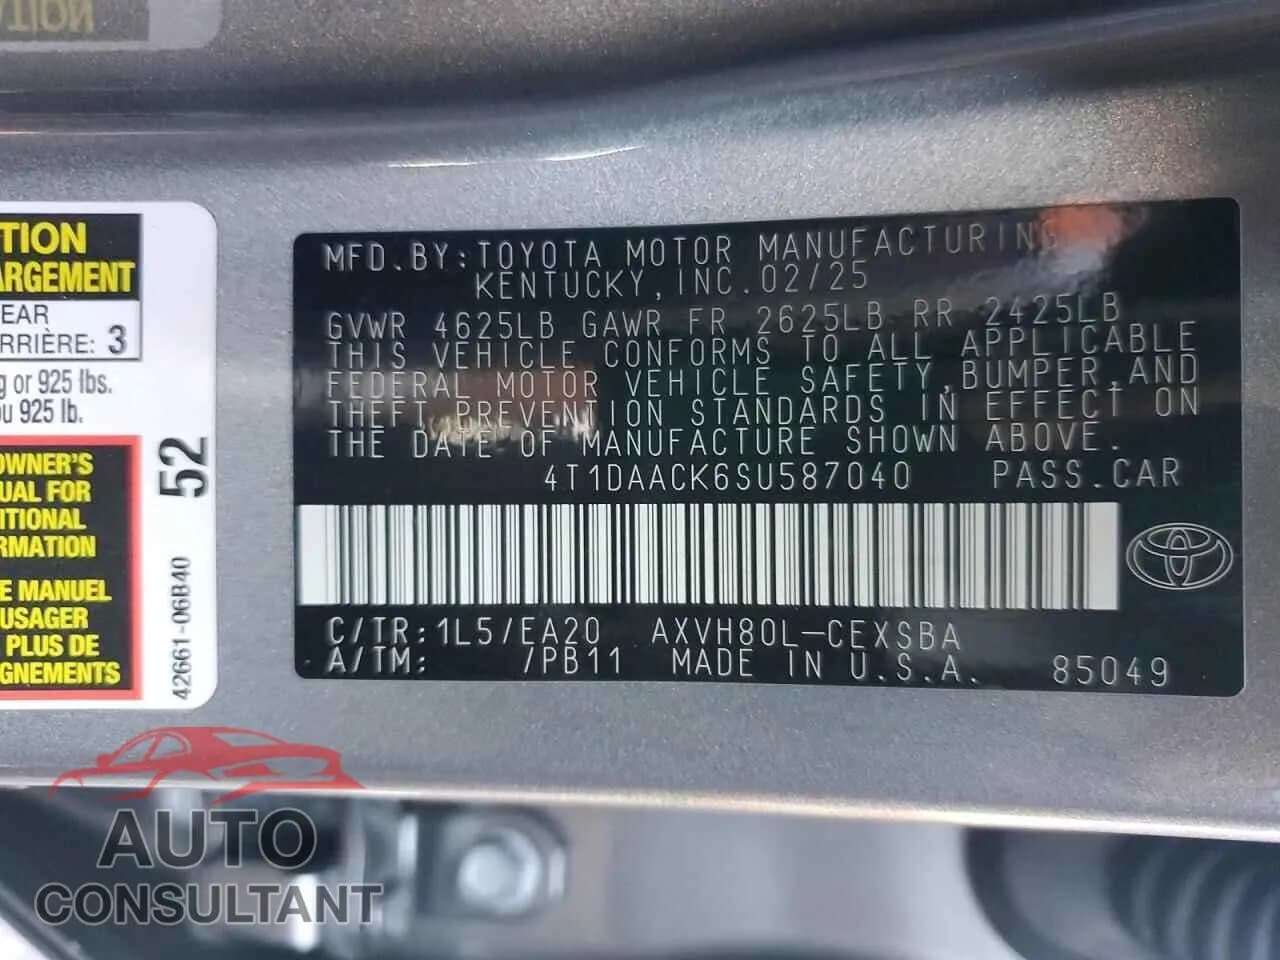 TION
ARGEMENT
EAR
RRIÈRE: 3
g or 925 lbs.
u 925 lb.
OWNER'S
UAL FOR
ITIONAL
RMATION
E MANUEL
USAGER
PLUS DE
GNEMENTS
52
42661-06B40
MFD.BY:TOYOTA MOTOR MANUFACTURING
KENTUCKY,INC.02/25
GVWR 4625LB GAWR FR 2625LB RR 2425LB
THIS VEHICLE CONFORMS TO ALL APPLICABLE
FEDERAL MOTOR VEHICLE SAFETY,BUMPER,AND
THEFT PREVENTION STANDARDS IN EFFECT ON
THE DATE OF MANUFACTURE SHOWN ABOVE.
4T1DAACK6SU587040 PASS.CAR
C/TR:1L5/EA20 AXVH80L-CEXSBA
A/TM: /PB11 MADE IN U.S.A. 85049
AUTO
CONSULTANT